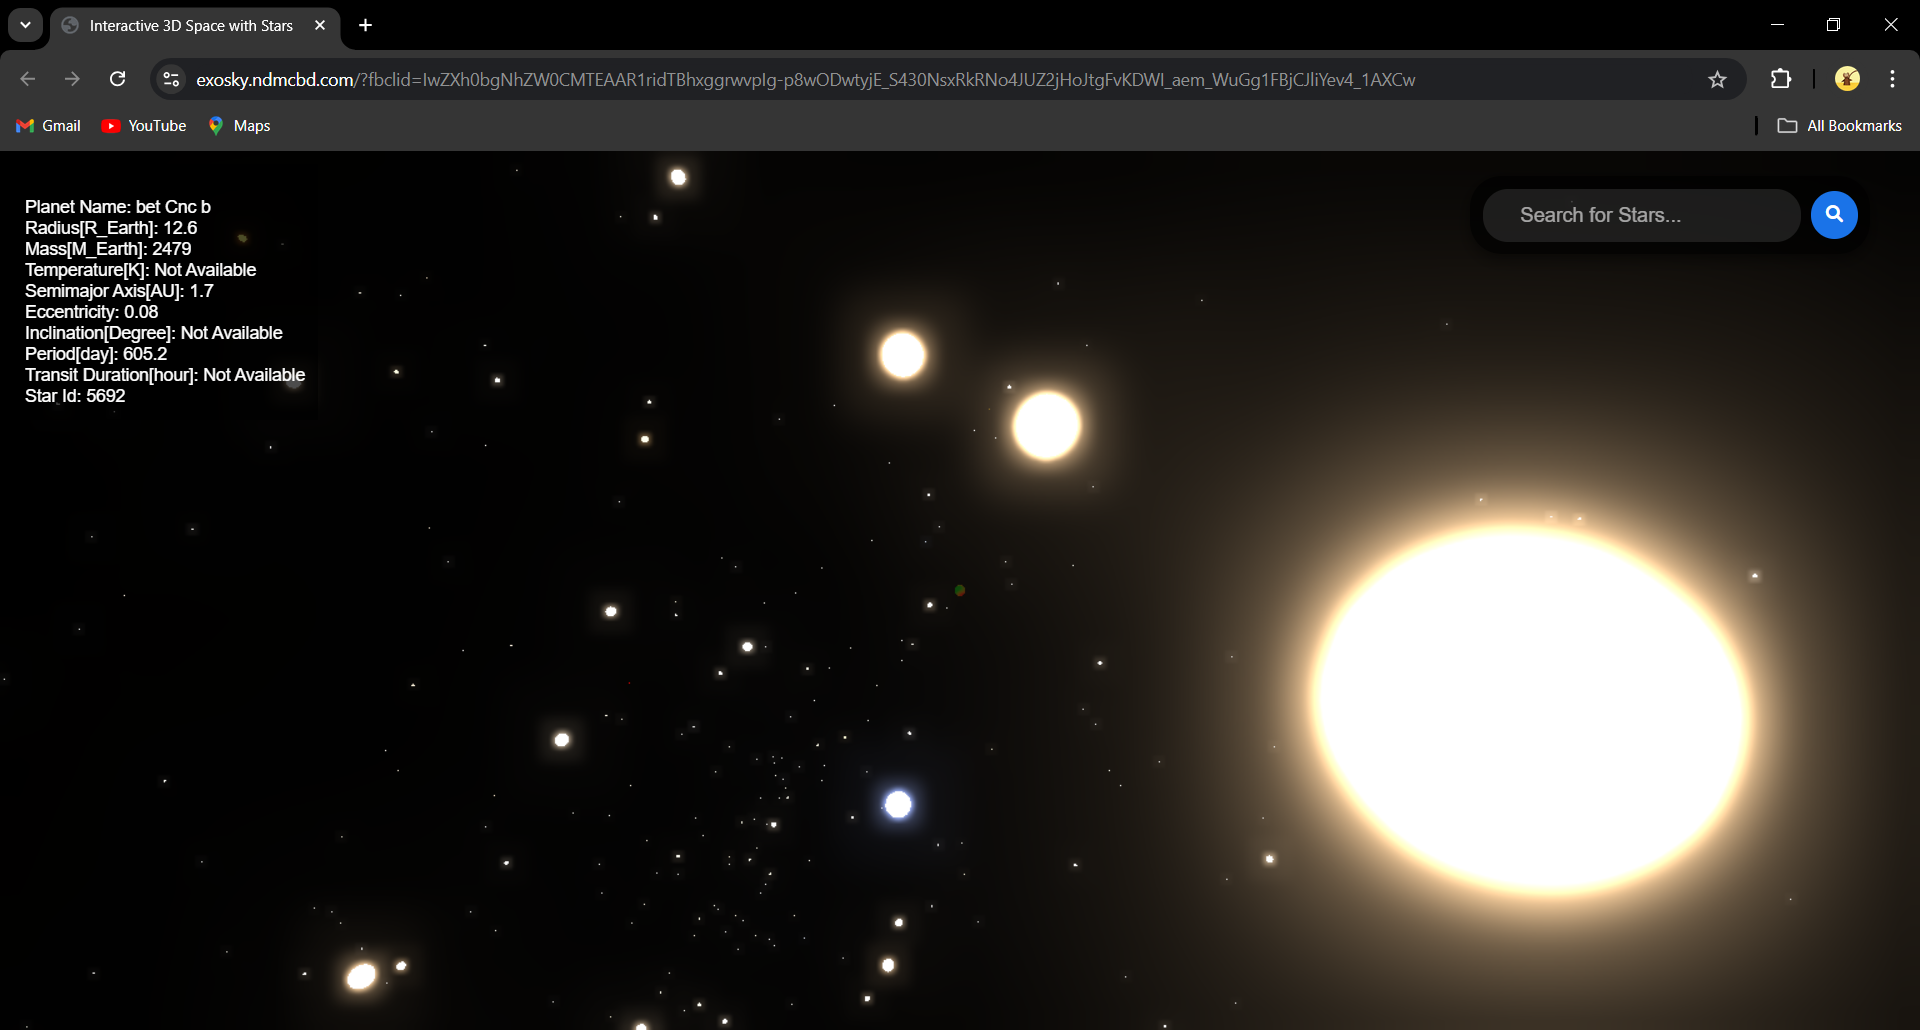 Interactive 3D Space with Stars
exosky.ndmcbd.com/?fbclid=IwZXh0bgNhZW0CMTEAAR1ridTBhxggrwvpIg-p8wODwtyjE_S430NsxRkRNo4JUZ2jHoJtgFvKDWI_aem_WuGg1FBjCJliYev4_1AXCw
Gmail YouTube Maps All Bookmarks
Planet Name: bet Cnc b
Search for Stars...
Radius[R_Earth]: 12.6
Mass[M_Earth]: 2479
Temperature[K]: Not Available
Semimajor Axis[AU]: 1.7
Eccentricity: 0.08
Inclination[Degree]: Not Available
Period[day]: 605.2
Transit Duration[hour]: Not Available
Star Id: 5692